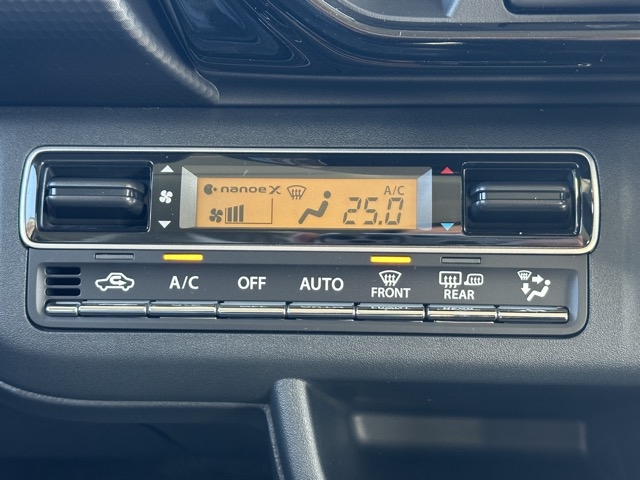 nanoe X A/C
25.0
A/C OFF AUTO FRONT REAR